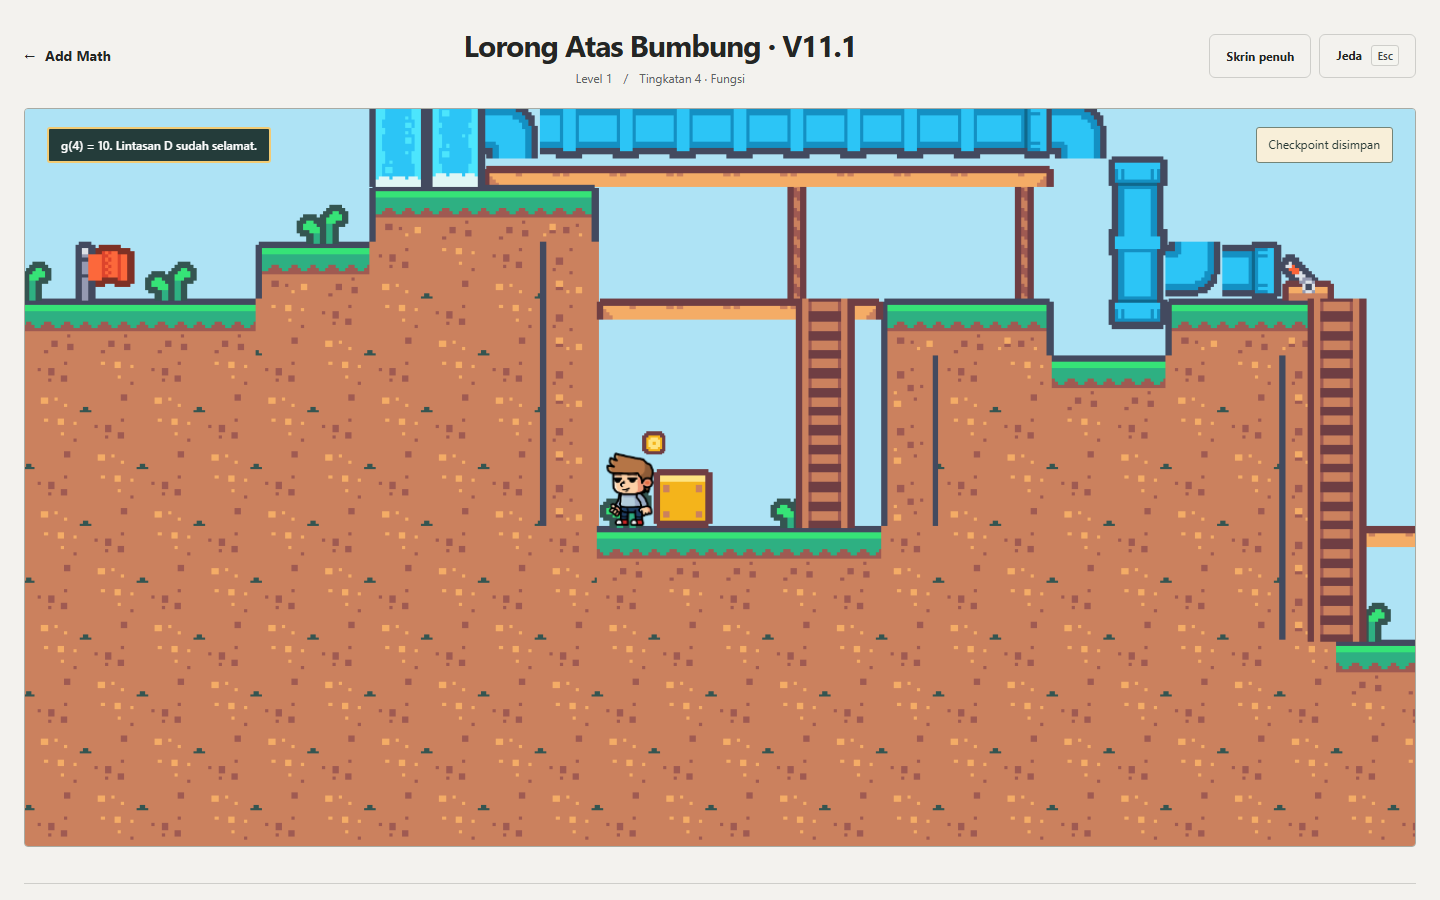 ← Add Math
Lorong Atas Bumbung · V11.1
Level 1 / Tingkatan 4 · Fungsi
Skrin penuh
Jeda Esc
g(4) = 10. Lintasan D sudah selamat.
Checkpoint disimpan